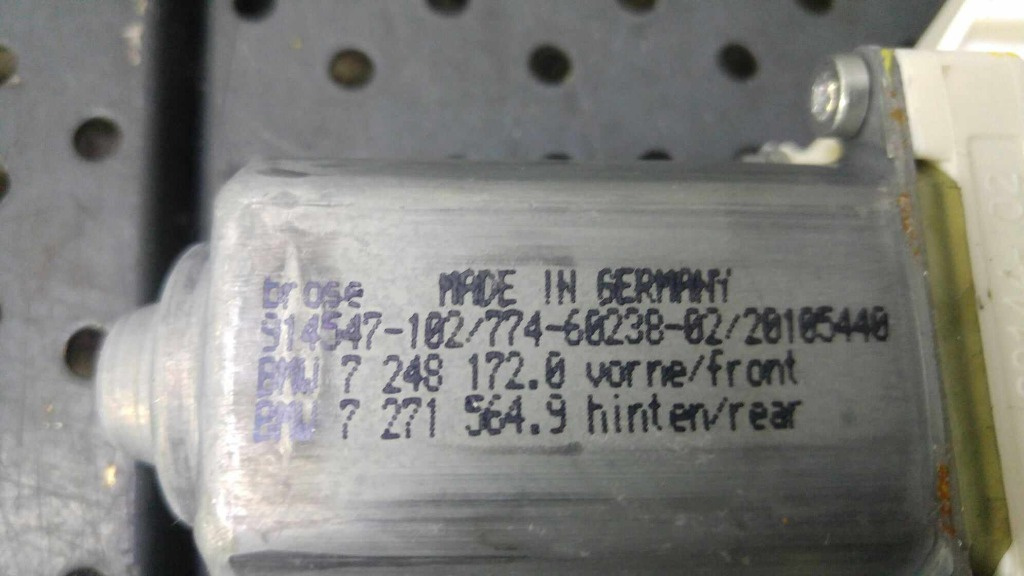 brose MADE IN GERMANY
914547-102/774-60238-02/20105440
BMW 7 248 172.0 vorne/front
BMW 7 271 564.9 hinten/rear